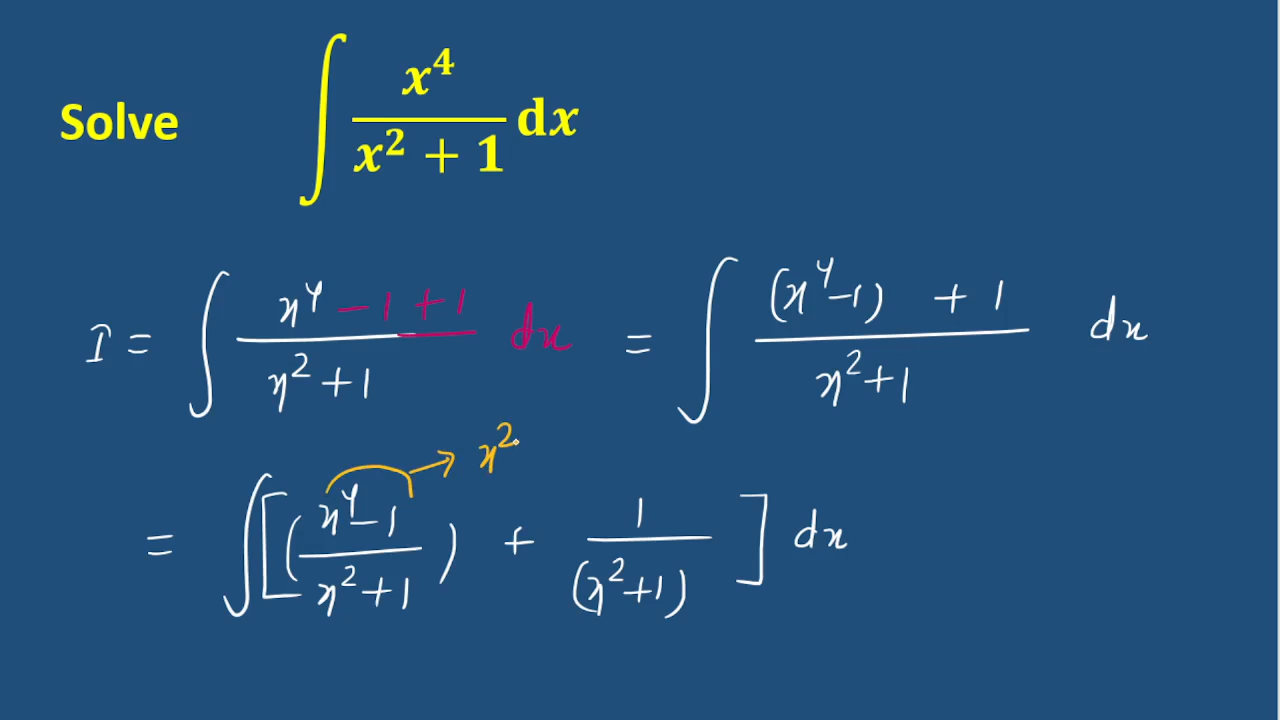 Solve ∫ x⁴/(x² + 1) dx
I = ∫ (x⁴ − 1 + 1)/(x² + 1) dx = ∫ ((x⁴ − 1) + 1)/(x² + 1) dx
→ x²
= ∫ [((x⁴ − 1)/(x² + 1)) + 1/(x² + 1)] dx